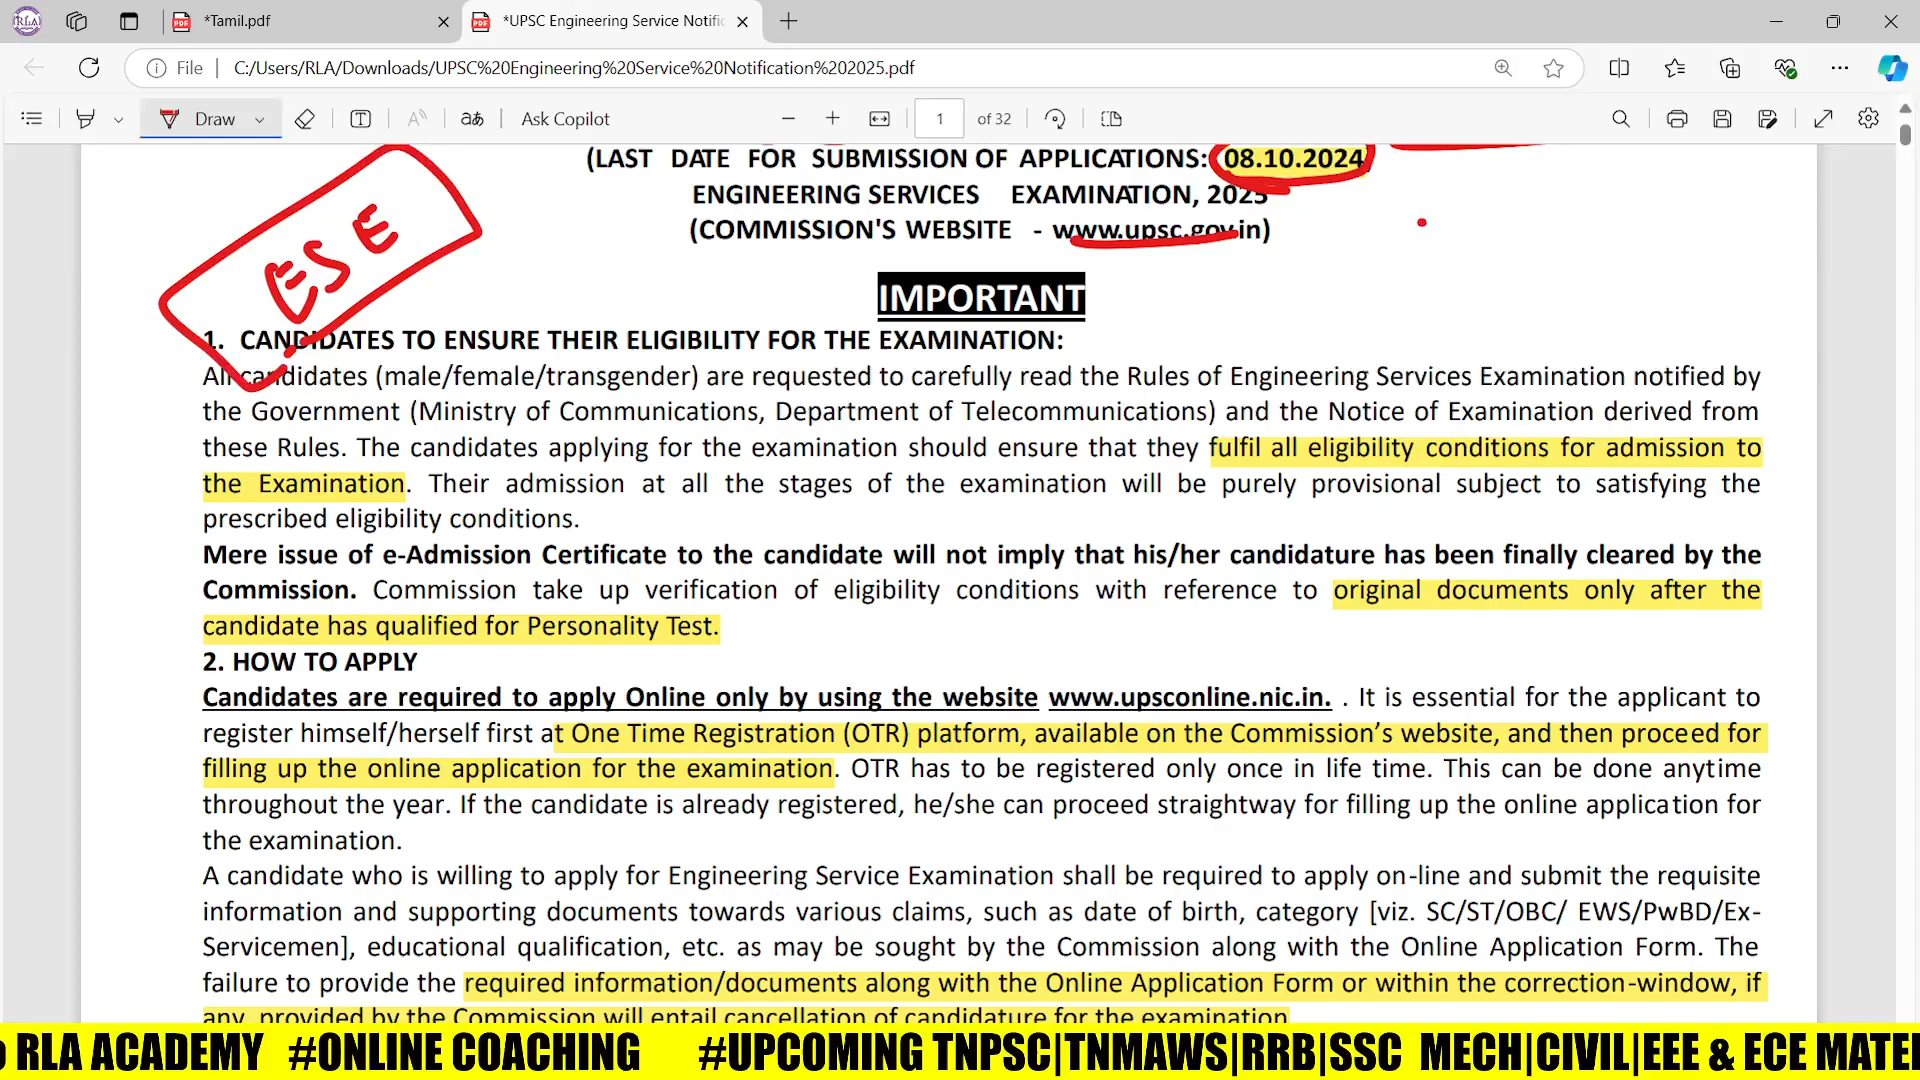 RLA
*Tamil.pdf
*UPSC Engineering Service Notific
File
C:/Users/RLA/Downloads/UPSC%20Engineering%20Service%20Notification%202025.pdf
Draw
aあ
Ask Copilot
1
of 32
(LAST DATE FOR SUBMISSION OF APPLICATIONS: 08.10.2024
ENGINEERING SERVICES EXAMINATION, 2025
(COMMISSION'S WEBSITE - www.upsc.gov.in)
ESE
IMPORTANT
1. CANDIDATES TO ENSURE THEIR ELIGIBILITY FOR THE EXAMINATION:
All candidates (male/female/transgender) are requested to carefully read the Rules of Engineering Services Examination notified by
the Government (Ministry of Communications, Department of Telecommunications) and the Notice of Examination derived from
these Rules. The candidates applying for the examination should ensure that they fulfil all eligibility conditions for admission to
the Examination. Their admission at all the stages of the examination will be purely provisional subject to satisfying the
prescribed eligibility conditions.
Mere issue of e-Admission Certificate to the candidate will not imply that his/her candidature has been finally cleared by the
Commission. Commission take up verification of eligibility conditions with reference to original documents only after the
candidate has qualified for Personality Test.
2. HOW TO APPLY
Candidates are required to apply Online only by using the website www.upsconline.nic.in. . It is essential for the applicant to
register himself/herself first at One Time Registration (OTR) platform, available on the Commission's website, and then proceed for
filling up the online application for the examination. OTR has to be registered only once in life time. This can be done anytime
throughout the year. If the candidate is already registered, he/she can proceed straightway for filling up the online application for
the examination.
A candidate who is willing to apply for Engineering Service Examination shall be required to apply on-line and submit the requisite
information and supporting documents towards various claims, such as date of birth, category [viz. SC/ST/OBC/ EWS/PwBD/Ex-
Servicemen], educational qualification, etc. as may be sought by the Commission along with the Online Application Form. The
failure to provide the required information/documents along with the Online Application Form or within the correction-window, if
any, provided by the Commission will entail cancellation of candidature for the examination.
RLA ACADEMY #ONLINE COACHING #UPCOMING TNPSC|TNMAWS|RRB|SSC MECH|CIVIL|EEE & ECE MATE